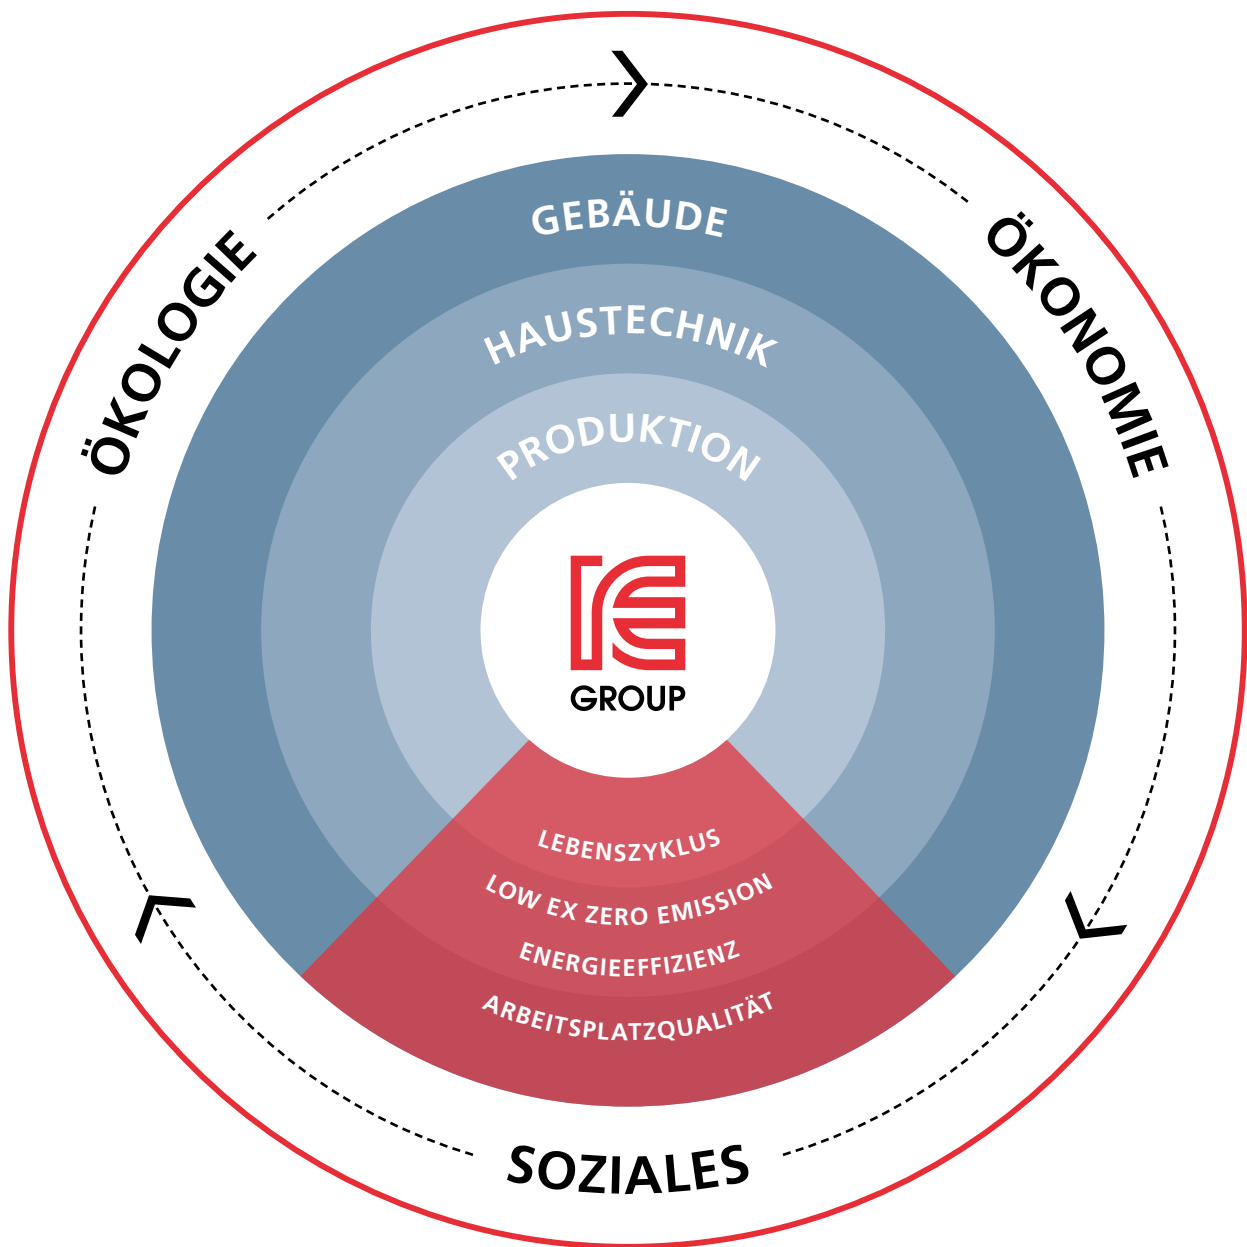 ÖKOLOGIE
ÖKONOMIE
GEBÄUDE
HAUSTECHNIK
PRODUKTION
GROUP
LEBENSZYKLUS
LOW EX ZERO EMISSION
ENERGIEEFFIZIENZ
ARBEITSPLATZQUALITÄT
SOZIALES